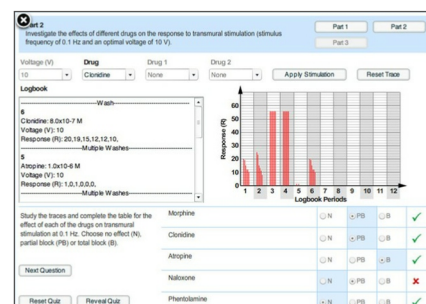 Part 2
Investigate the effects of different drugs on the response to transmural stimulation (stimulus
frequency of 0.1 Hz and an optimal voltage of 10 V).
Part 1
Part 2
Part 3
Voltage (V)
Drug
Drug 1
Drug 2
10
Clonidine
None
None
Apply Stimulation
Reset Trace
Logbook
Wash
6
Clonidine: 8.0x10-7 M
Voltage (V): 10
Response (R): 20,19,15,12,12,10,
Multiple Washes
5
Atropine: 1.0x10-6 M
Voltage (V): 10
Response (R): 1,0,1,0,0,0,
Multiple Washes
Response (R)
60
50
40
30
20
10
0
1 2 3 4 5 6 7 8 9 10 11 12
Logbook Periods
Study the traces and complete the table for the
effect of each of the drugs on transmural
stimulation at 0.1 Hz. Choose no effect (N),
partial block (PB) or total block (B).
Next Question
Reset Quiz
Reveal Quiz
Morphine
N PB B
Clonidine
N PB B
Atropine
N PB B
Naloxone
N PB B
Phentolamine
N PB B